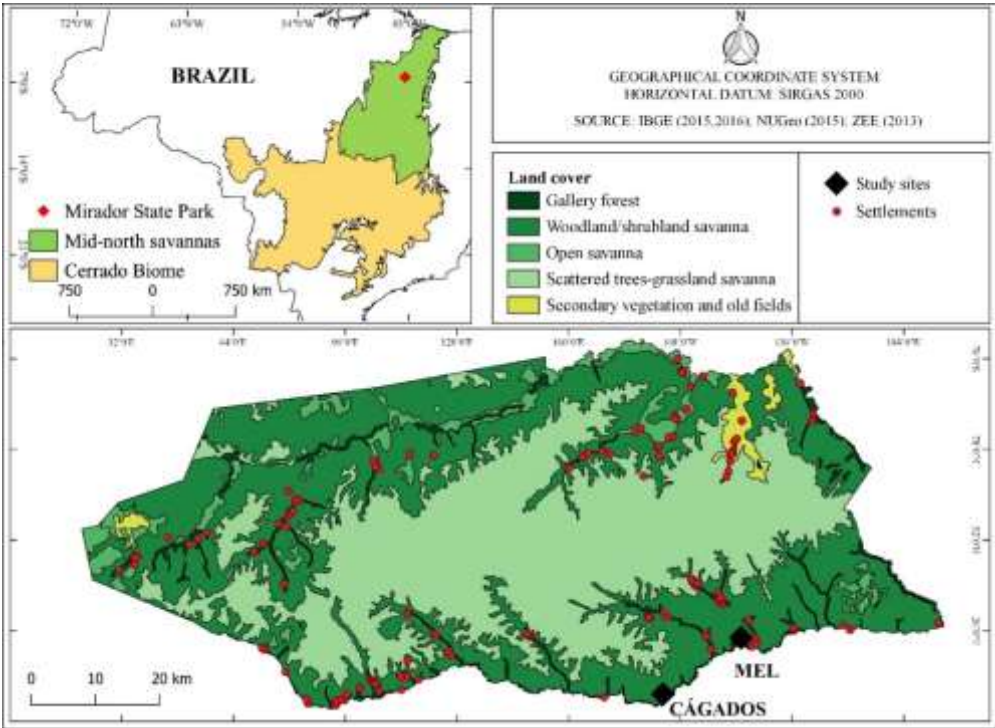 BRAZIL
Mirador State Park
Mid-north savannas
Cerrado Biome
750 0 750 km
N
GEOGRAPHICAL COORDINATE SYSTEM
HORIZONTAL DATUM: SIRGAS 2000
SOURCE: IBGE (2015,2016); NUGeo (2015); ZEE (2013)
Land cover
Gallery forest
Woodland/shrubland savanna
Open savanna
Scattered trees-grassland savanna
Secondary vegetation and old fields
Study sites
Settlements
MEL
CÁGADOS
0 10 20 km